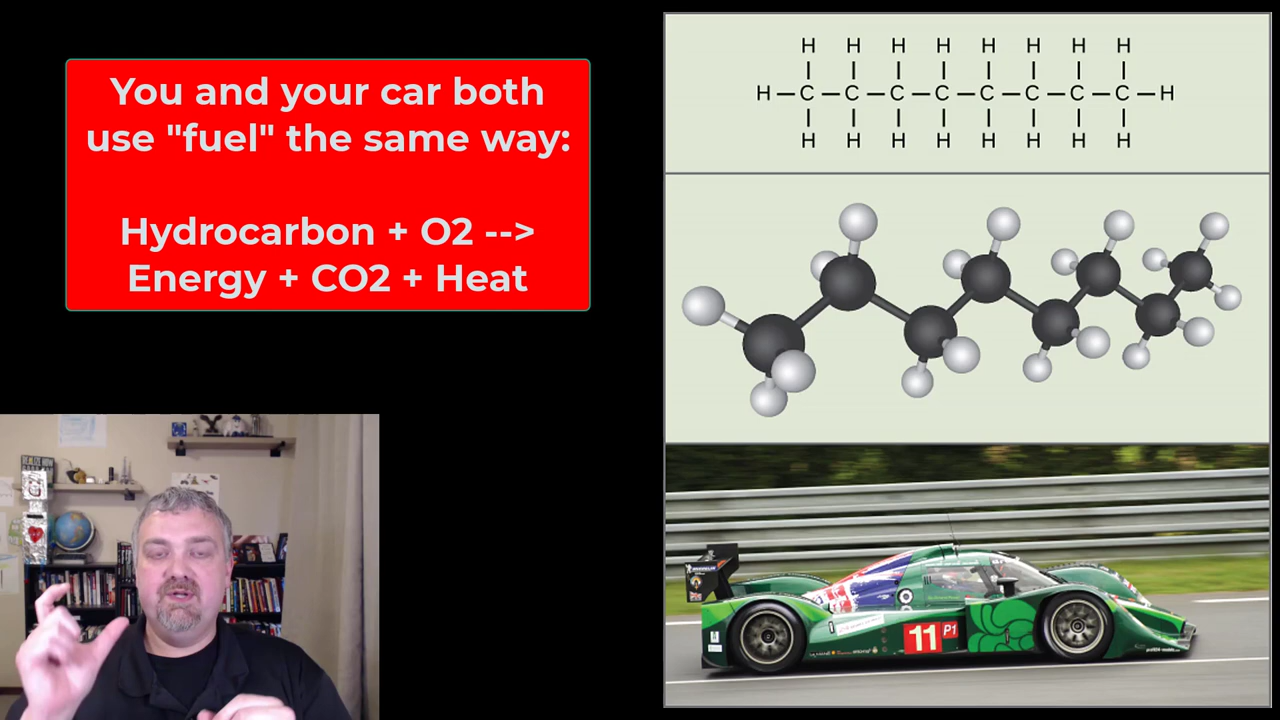 You and your car both
use "fuel" the same way:
Hydrocarbon + O2 -->
Energy + CO2 + Heat
H H H H H H H H
H C C C C C C C C H
H H H H H H H H
11 P1